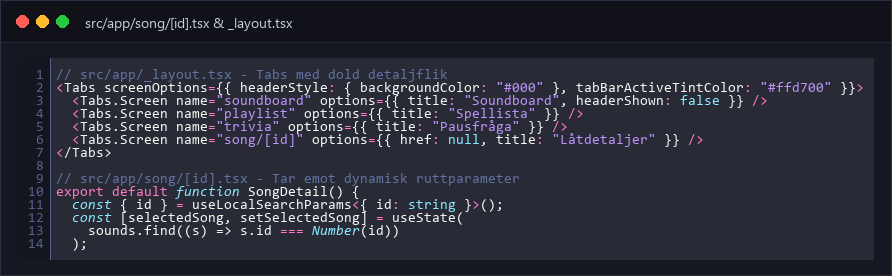 src/app/song/[id].tsx & _layout.tsx
1 // src/app/_layout.tsx - Tabs med dold detaljflik
2 <Tabs screenOptions={{ headerStyle: { backgroundColor: "#000" }, tabBarActiveTintColor: "#ffd700" }}>
3   <Tabs.Screen name="soundboard" options={{ title: "Soundboard", headerShown: false }} />
4   <Tabs.Screen name="playlist" options={{ title: "Spellista" }} />
5   <Tabs.Screen name="trivia" options={{ title: "Pausfråga" }} />
6   <Tabs.Screen name="song/[id]" options={{ href: null, title: "Låtdetaljer" }} />
7 </Tabs>
8
9 // src/app/song/[id].tsx - Tar emot dynamisk ruttparameter
10 export default function SongDetail() {
11   const { id } = useLocalSearchParams<{ id: string }>();
12   const [selectedSong, setSelectedSong] = useState(
13     sounds.find((s) => s.id === Number(id))
14   );